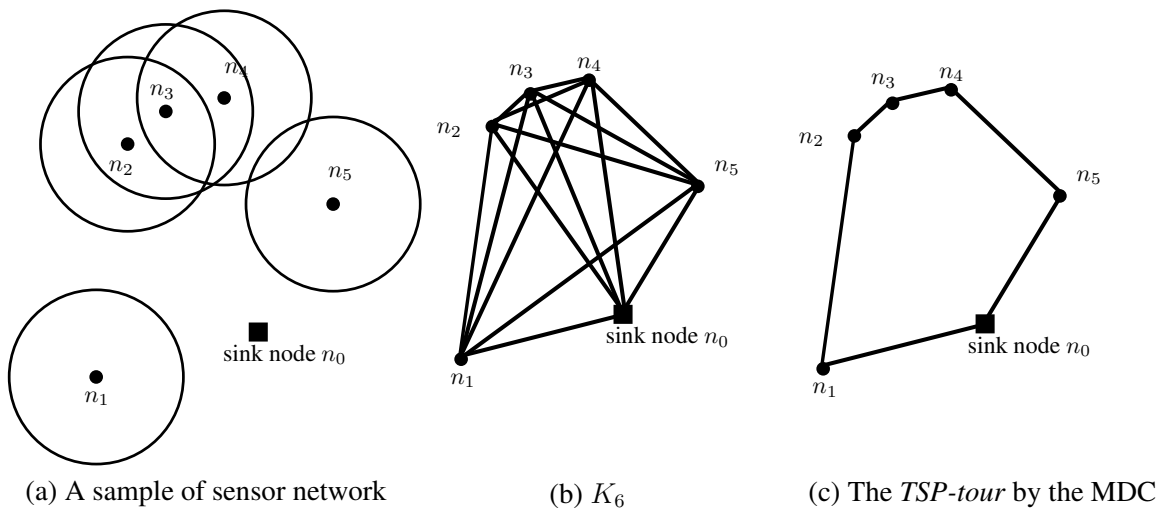 n₄
n₃
n₂
n₅
sink node n₀
n₁
(a) A sample of sensor network
n₄
n₃
n₂
n₅
sink node n₀
n₁
(b) K₆
n₄
n₃
n₂
n₅
sink node n₀
n₁
(c) The TSP-tour by the MDC